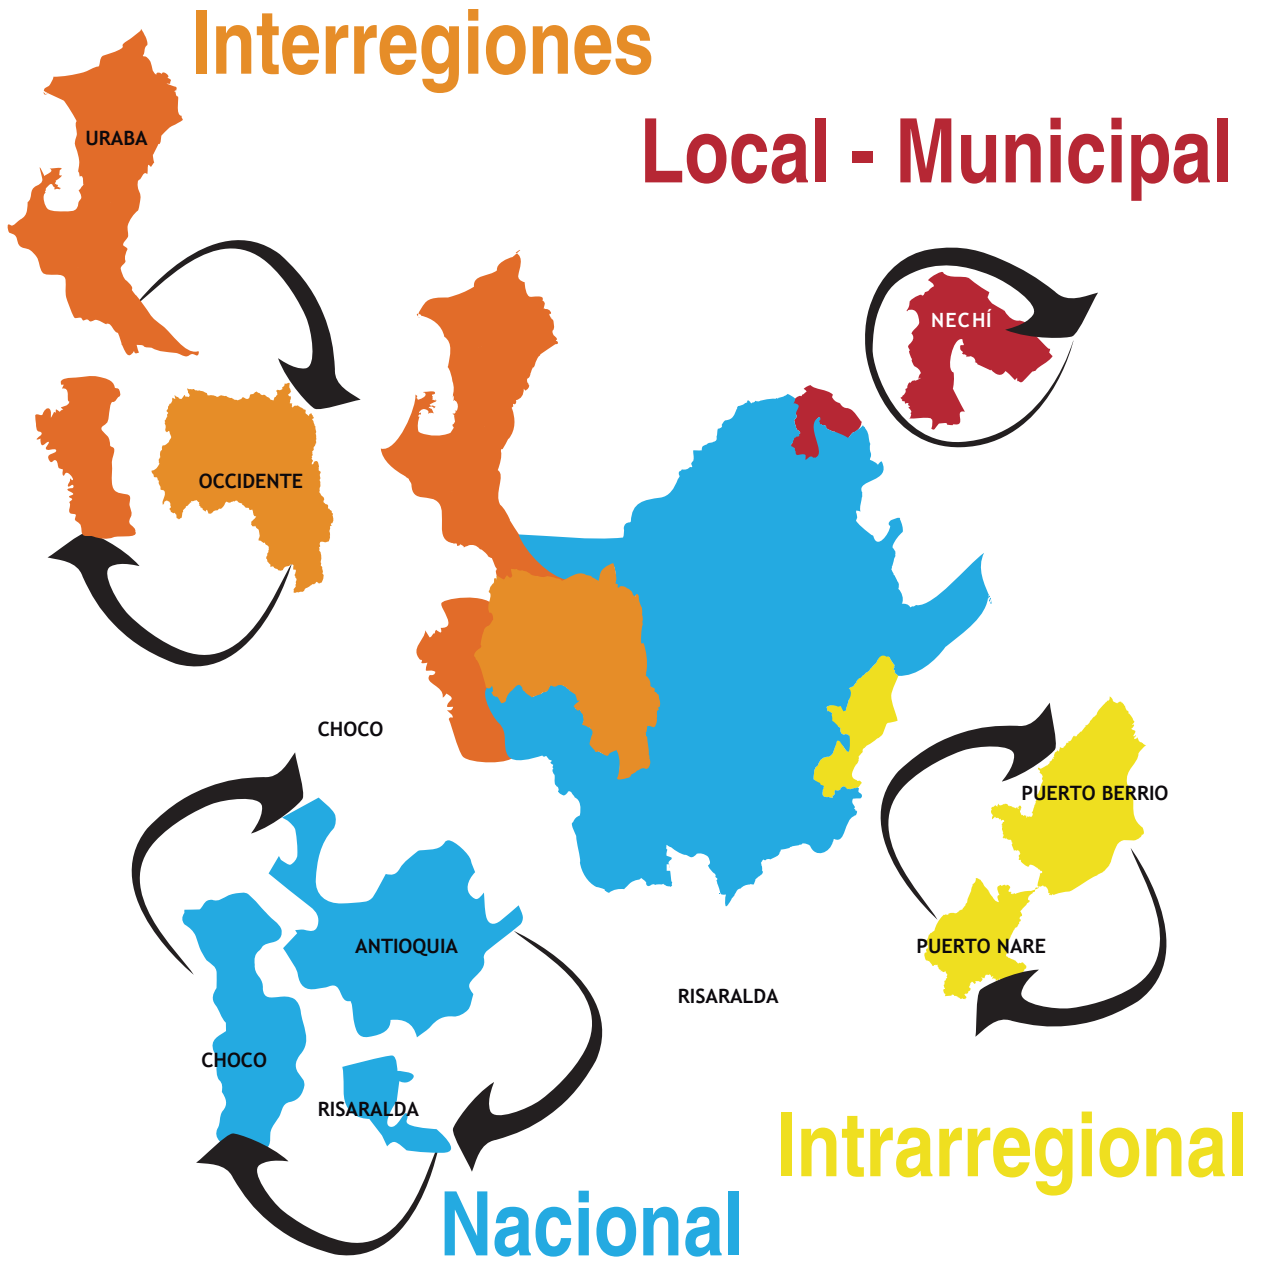 Interregiones
Local - Municipal
URABA
NECHÍ
OCCIDENTE
CHOCO
PUERTO BERRIO
ANTIOQUIA
PUERTO NARE
RISARALDA
CHOCO
RISARALDA
Intrarregional
Nacional